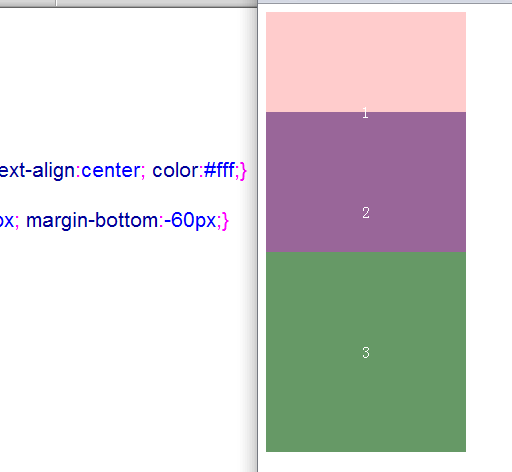 ext-align:center; color:#fff;}
px; margin-bottom:-60px;}
1
2
3